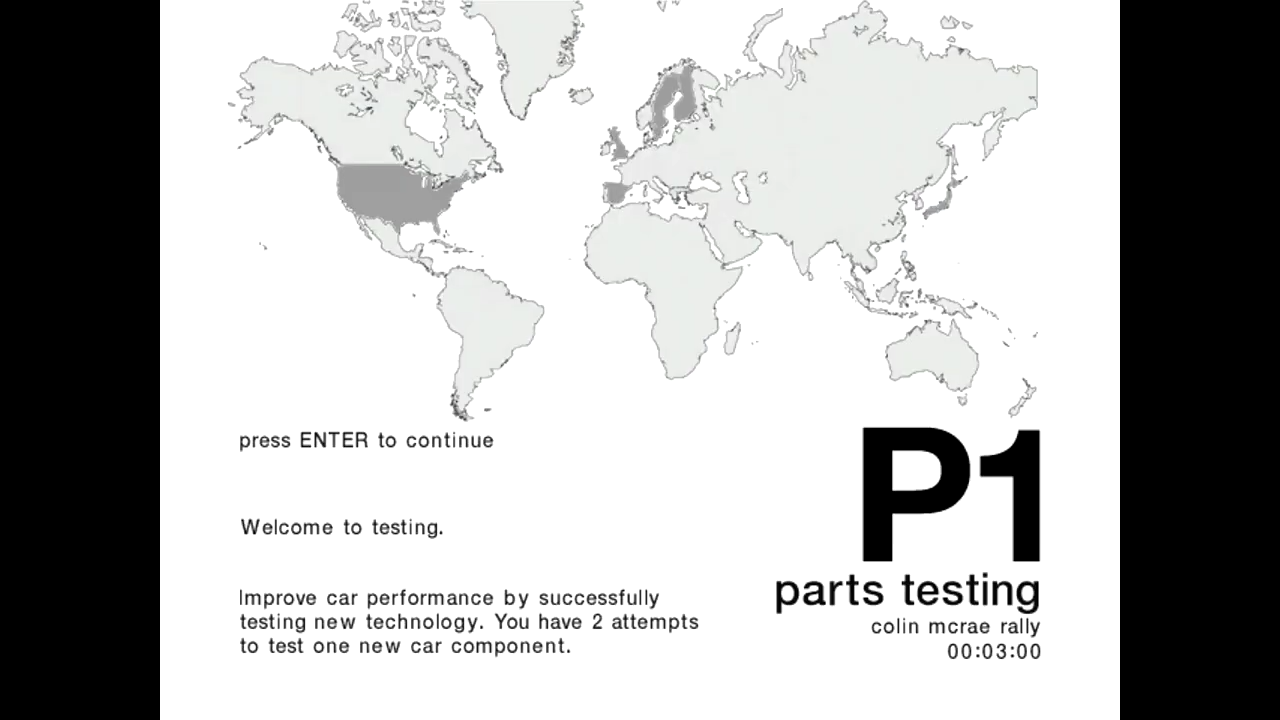 press ENTER to continue
Welcome to testing.
Improve car performance by successfully
testing new technology. You have 2 attempts
to test one new car component.
P1
parts testing
colin mcrae rally
00:03:00